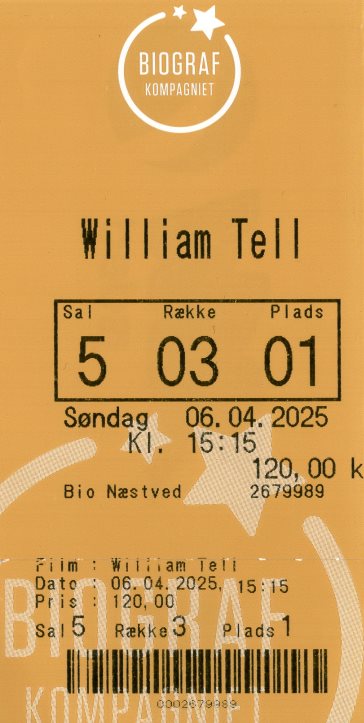 BIOGRAF
KOMPAGNIET
William Tell
Sal Række Plads
5 03 01
Søndag 06.04.2025
Kl. 15:15
120,00 k
Bio Næstved 2679989
Film : William Tell
Dato : 06.04.2025, 15:15
Pris : 120,00
Sal 5 Række 3 Plads 1
BIOGRAF
KOMPAGNIET
0002679989